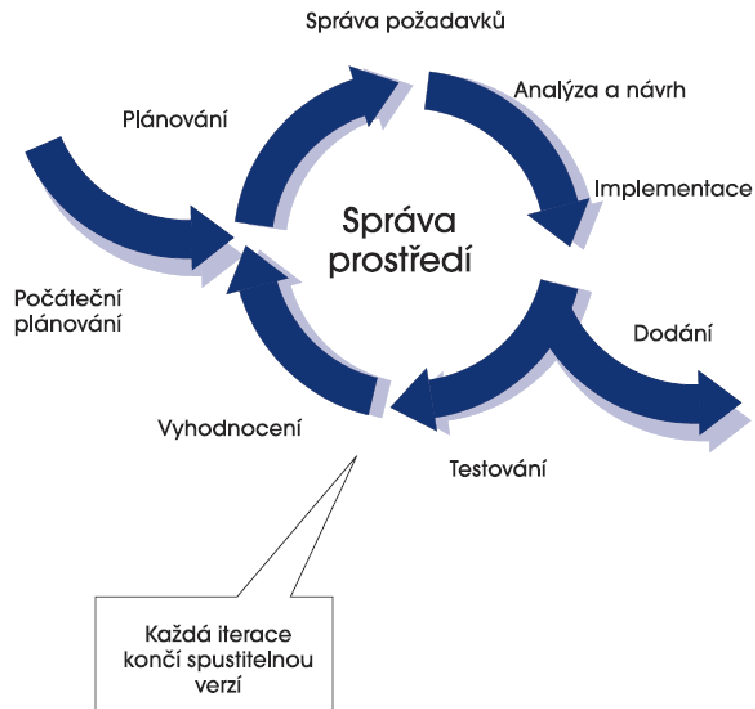 Správa požadavků
Analýza a návrh
Plánování
Implementace
Správa
prostředí
Počáteční
plánování
Dodání
Vyhodnocení
Testování
Každá iterace
končí spustitelnou
verzí